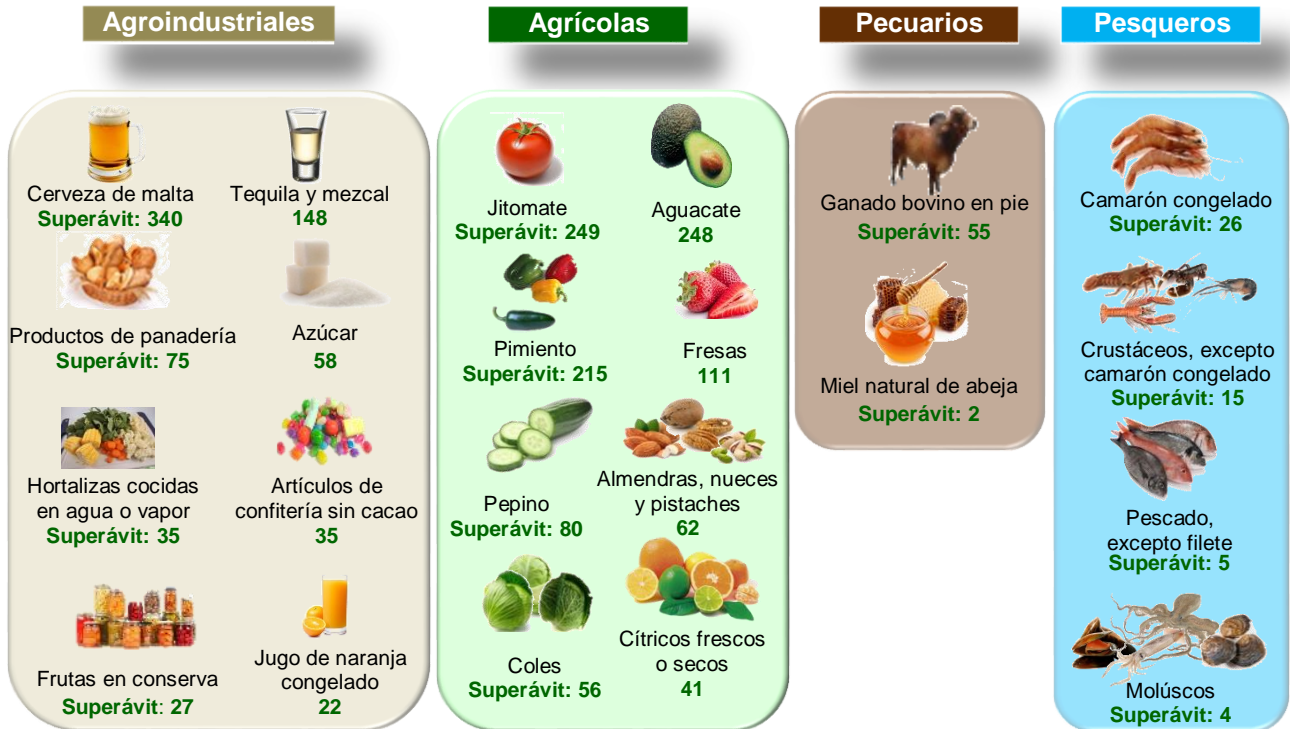 Agroindustriales
Cerveza de malta
Superávit: 340
Tequila y mezcal
148
Productos de panadería
Superávit: 75
Azúcar
58
Hortalizas cocidas
en agua o vapor
Superávit: 35
Artículos de
confitería sin cacao
35
Frutas en conserva
Superávit: 27
Jugo de naranja
congelado
22
Agrícolas
Jitomate
Superávit: 249
Aguacate
248
Pimiento
Superávit: 215
Fresas
111
Pepino
Superávit: 80
Almendras, nueces
y pistaches
62
Coles
Superávit: 56
Cítricos frescos
o secos
41
Pecuarios
Ganado bovino en pie
Superávit: 55
Miel natural de abeja
Superávit: 2
Pesqueros
Camarón congelado
Superávit: 26
Crustáceos, excepto
camarón congelado
Superávit: 15
Pescado,
excepto filete
Superávit: 5
Molúscos
Superávit: 4